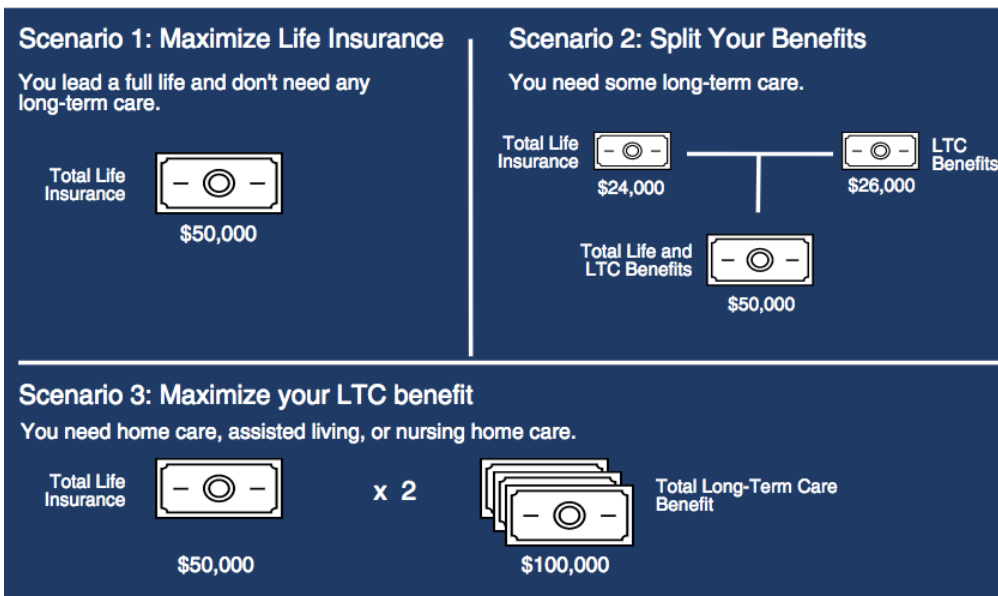 Scenario 1: Maximize Life Insurance
You lead a full life and don't need any
long-term care.
Total Life
Insurance
$50,000
Scenario 2: Split Your Benefits
You need some long-term care.
Total Life
Insurance
$24,000
LTC
Benefits
$26,000
Total Life and
LTC Benefits
$50,000
Scenario 3: Maximize your LTC benefit
You need home care, assisted living, or nursing home care.
Total Life
Insurance
$50,000
x 2
$100,000
Total Long-Term Care
Benefit